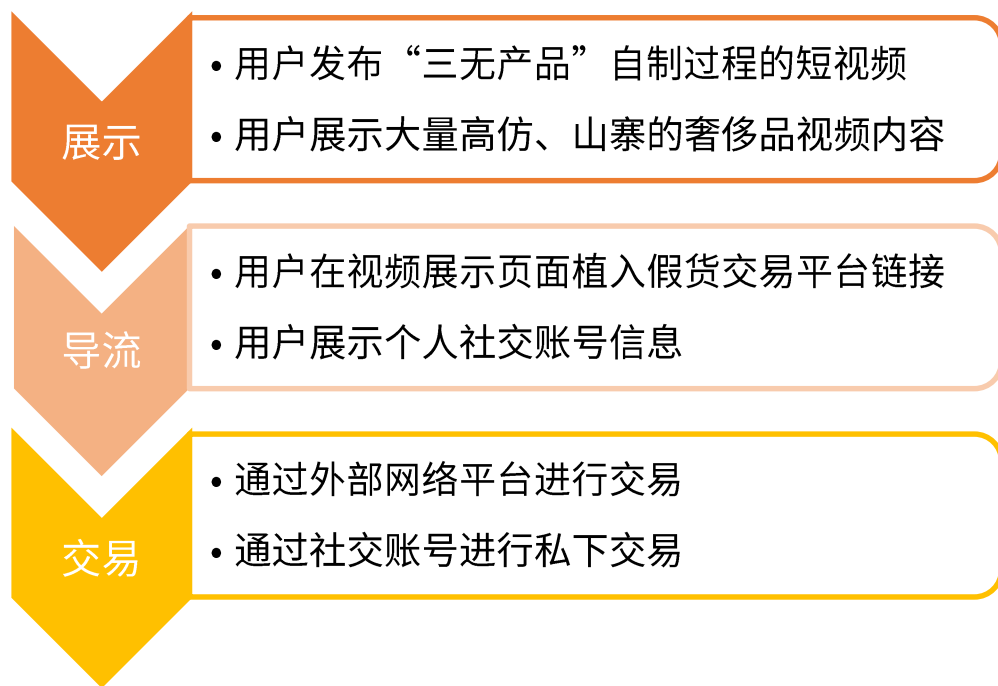 展示
• 用户发布“三无产品”自制过程的短视频
• 用户展示大量高仿、山寨的奢侈品视频内容
导流
• 用户在视频展示页面植入假货交易平台链接
• 用户展示个人社交账号信息
交易
• 通过外部网络平台进行交易
• 通过社交账号进行私下交易